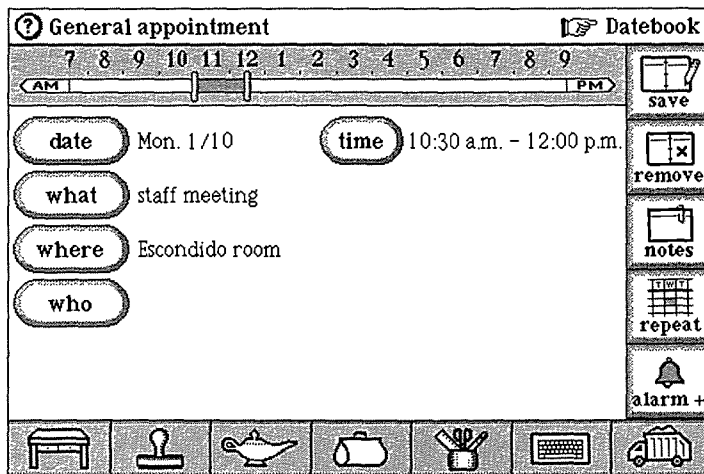 ? General appointment
Datebook
7 8 9 10 11 12 1 2 3 4 5 6 7 8 9
AM
PM
save
date Mon. 1/10
time 10:30 a.m. – 12:00 p.m.
remove
what staff meeting
where Escondido room
notes
who
T W T
repeat
alarm +